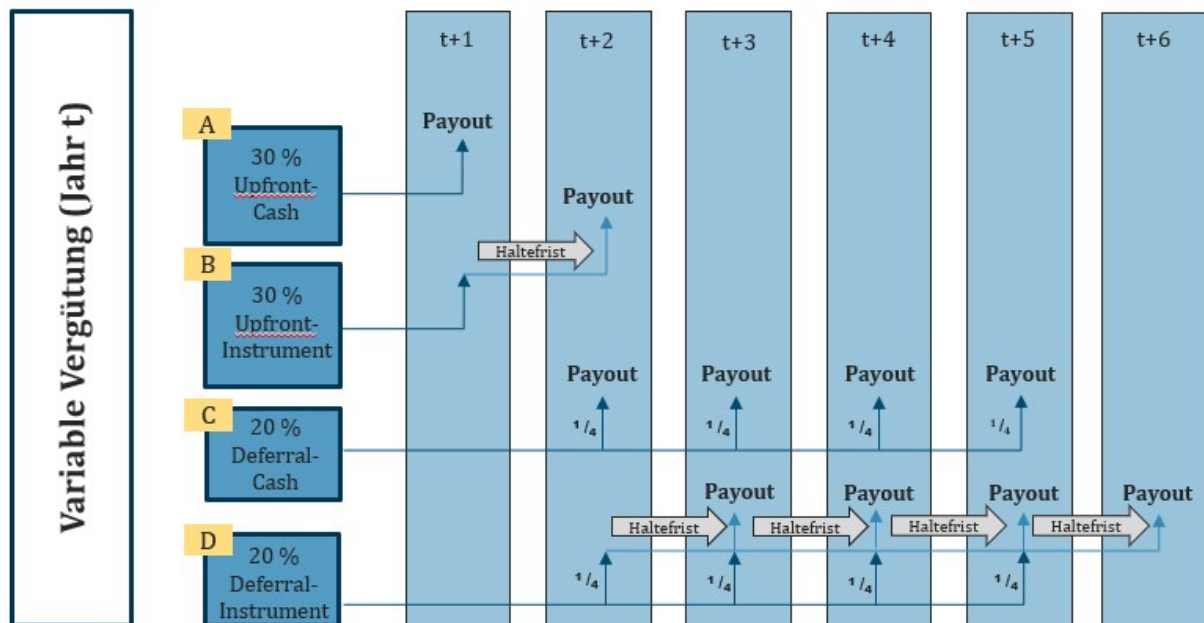 Variable Vergütung (Jahr t)
t+1
t+2
t+3
t+4
t+5
t+6
A
30 %
Upfront-
Cash
Payout
B
30 %
Upfront-
Instrument
Haltefrist
Payout
C
20 %
Deferral-
Cash
1/4
Payout
1/4
Payout
1/4
Payout
1/4
Payout
D
20 %
Deferral-
Instrument
1/4
1/4
1/4
1/4
Haltefrist
Payout
Haltefrist
Payout
Haltefrist
Payout
Haltefrist
Payout